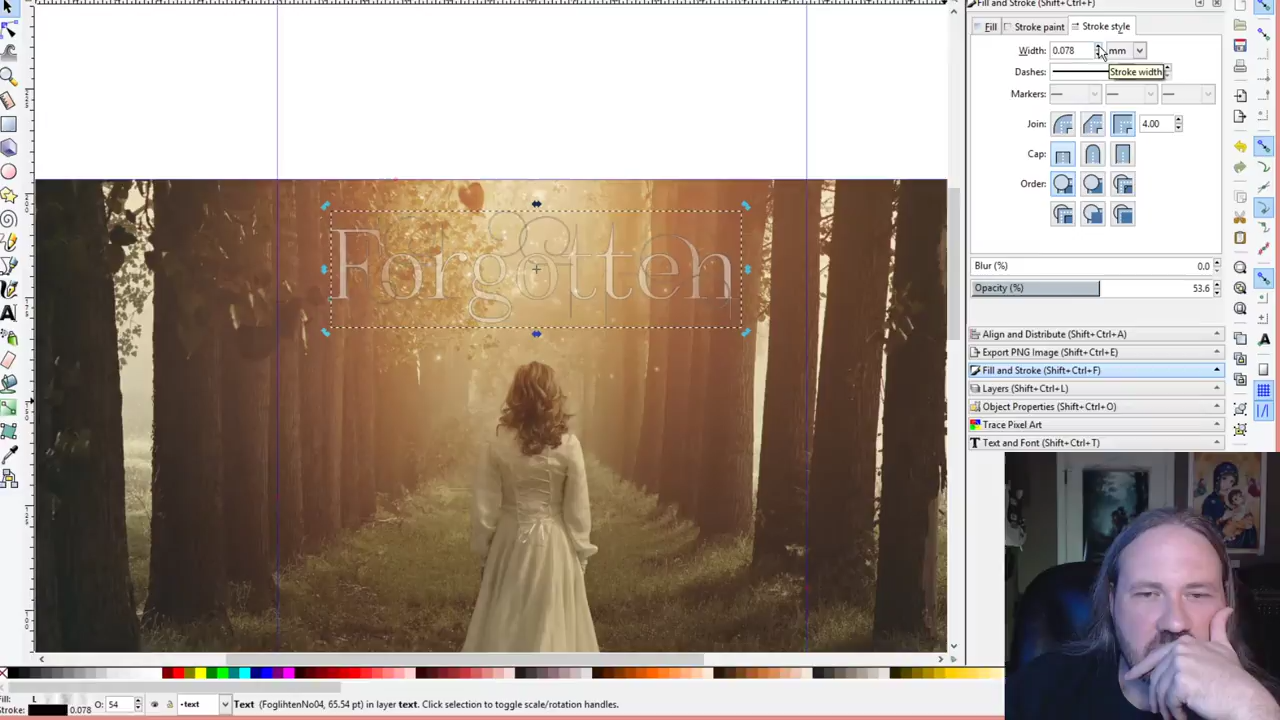 Fill and Stroke (Shift+Ctrl+F)
Fill
Stroke paint
Stroke style
Width: 0.078 mm
Dashes:
Stroke width
Markers:
Join: 4.00
Cap:
Order:
Forgotten
Blur (%) 0.0
Opacity (%) 53.6
Align and Distribute (Shift+Ctrl+A)
Export PNG Image (Shift+Ctrl+E)
Fill and Stroke (Shift+Ctrl+F)
Layers (Shift+Ctrl+L)
Object Properties (Shift+Ctrl+O)
Trace Pixel Art
Text and Font (Shift+Ctrl+T)
Fill: L O: 54 text Text (FoglihtenNo04, 65.54 pt) in layer text. Click selection to toggle scale/rotation handles.
Stroke: 0.078